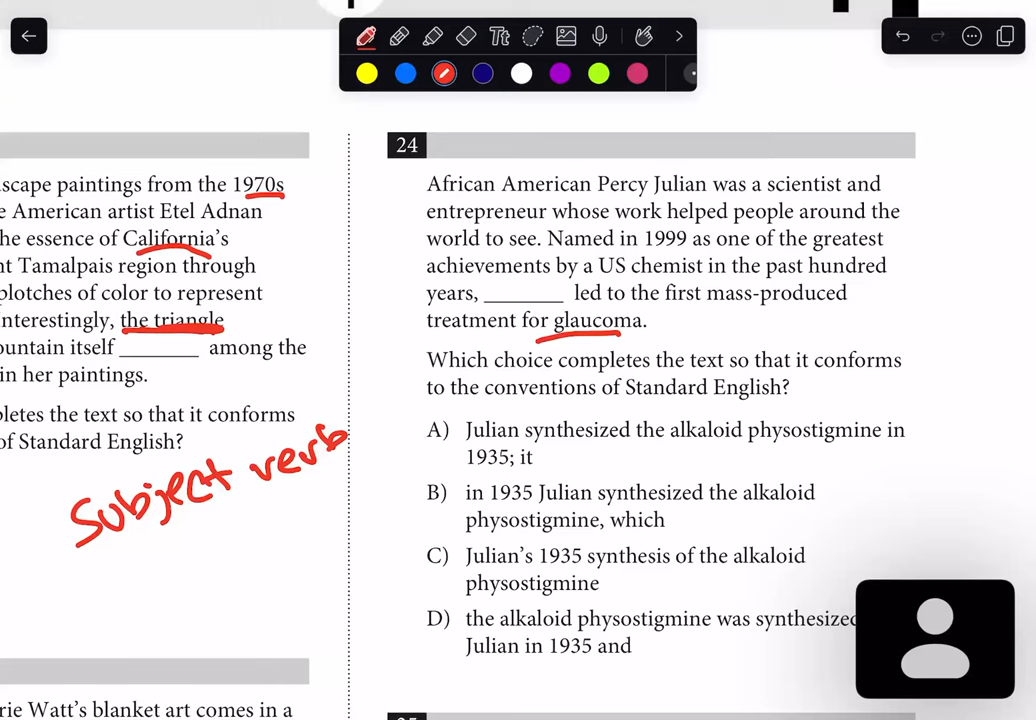 Tt
scape paintings from the 1970s
e American artist Etel Adnan
he essence of California's
nt Tamalpais region through
plotches of color to represent
nterestingly, the triangle
ountain itself ________ among the
in her paintings.
pletes the text so that it conforms
of Standard English?
Subject verb
rie Watt's blanket art comes in a
24
African American Percy Julian was a scientist and
entrepreneur whose work helped people around the
world to see. Named in 1999 as one of the greatest
achievements by a US chemist in the past hundred
years, ________ led to the first mass-produced
treatment for glaucoma.
Which choice completes the text so that it conforms
to the conventions of Standard English?
A) Julian synthesized the alkaloid physostigmine in
1935; it
B) in 1935 Julian synthesized the alkaloid
physostigmine, which
C) Julian's 1935 synthesis of the alkaloid
physostigmine
D) the alkaloid physostigmine was synthesized
Julian in 1935 and